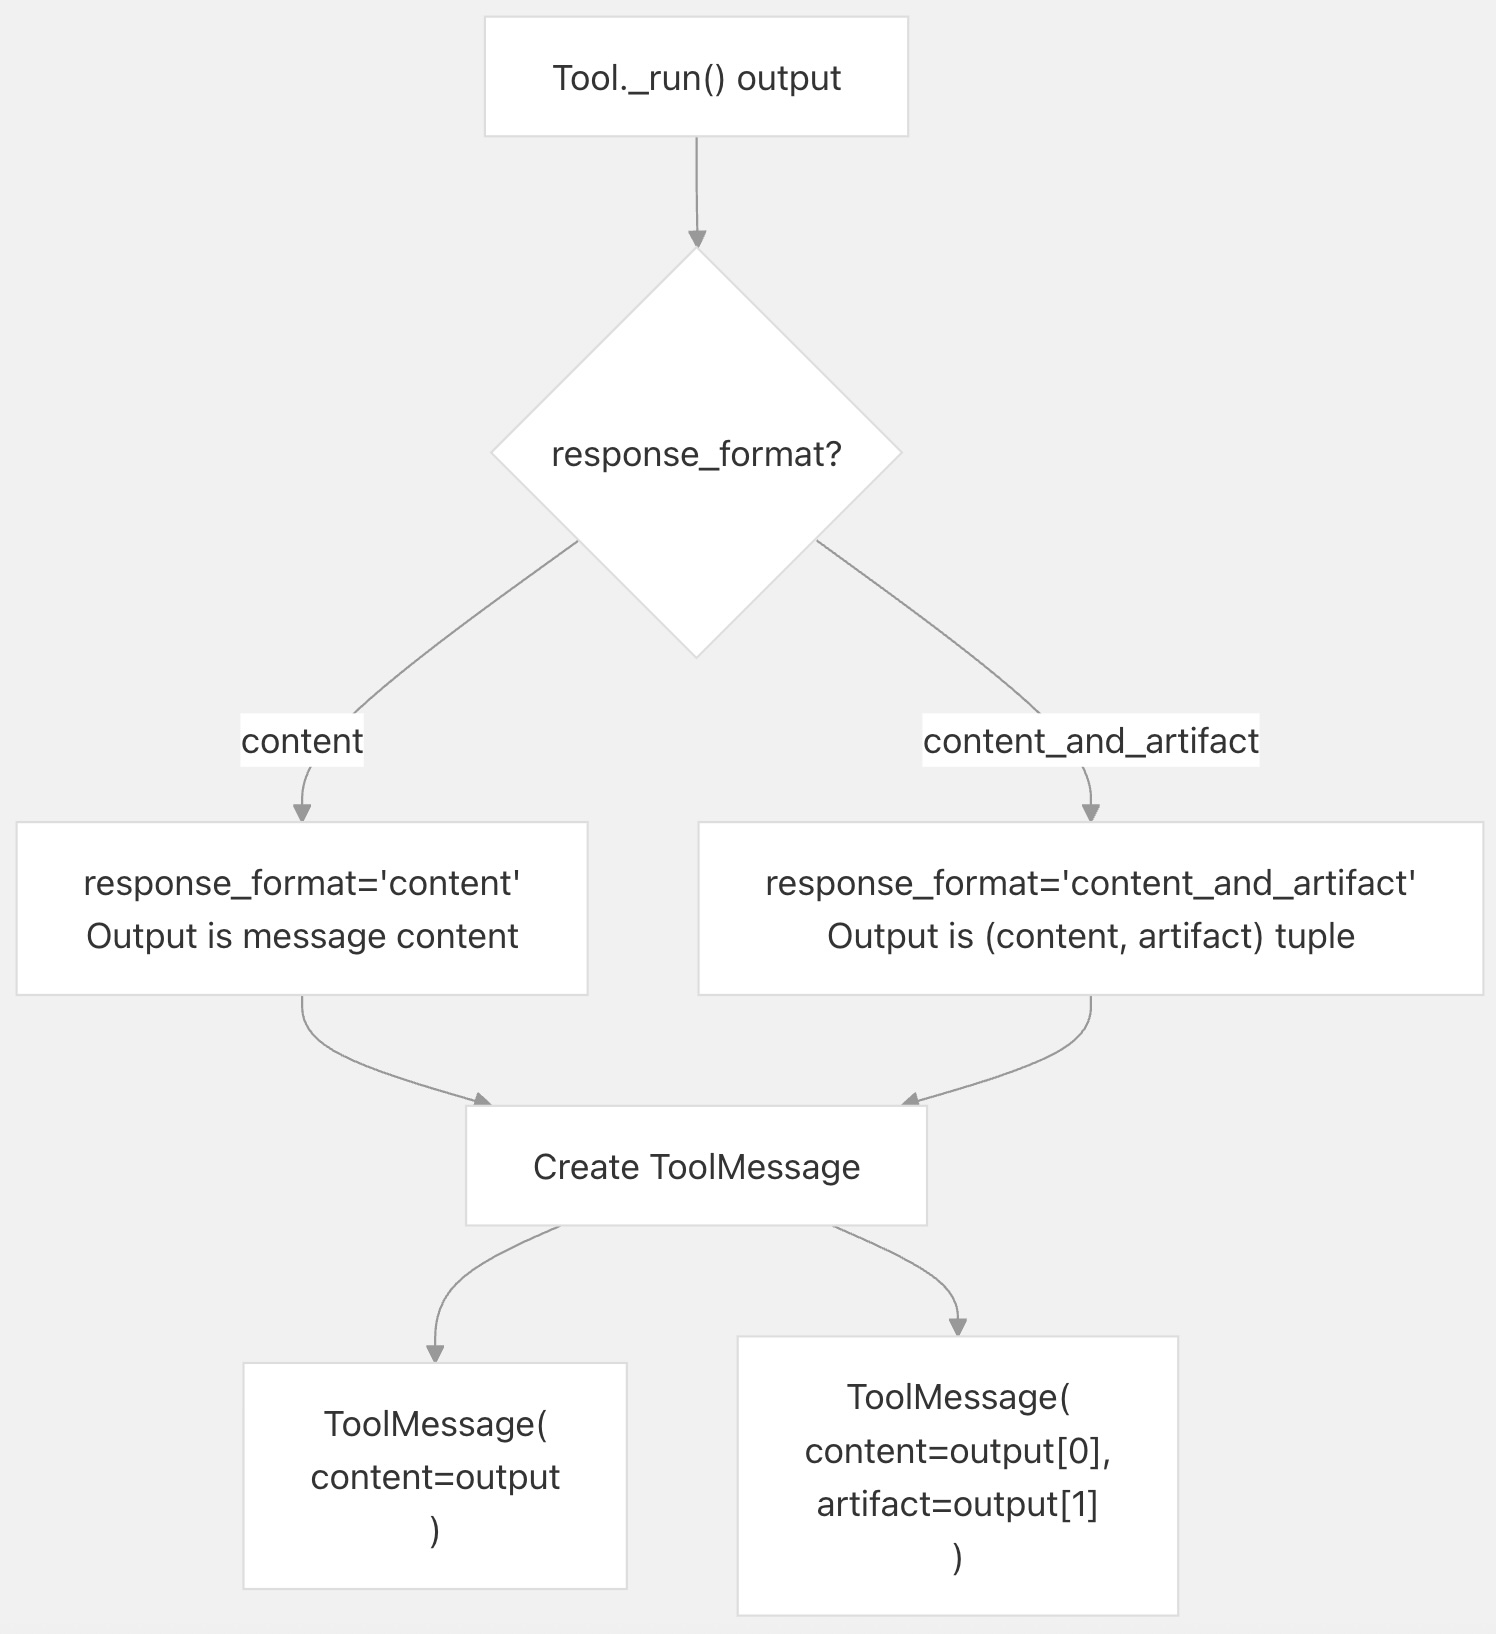 Tool._run() output
response_format?
content
content_and_artifact
response_format='content'
Output is message content
response_format='content_and_artifact'
Output is (content, artifact) tuple
Create ToolMessage
ToolMessage(
content=output
)
ToolMessage(
content=output[0],
artifact=output[1]
)